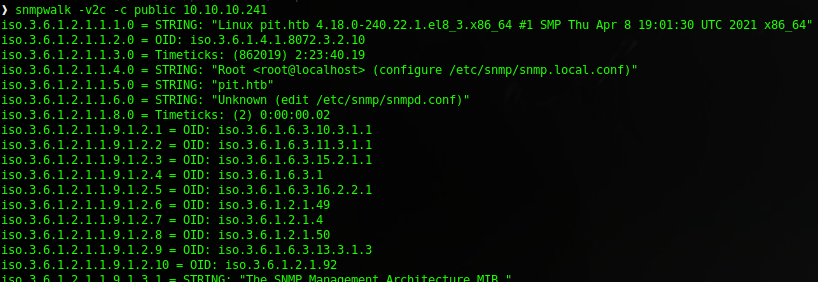 ❯ snmpwalk -v2c -c public 10.10.10.241
iso.3.6.1.2.1.1.1.0 = STRING: "Linux pit.htb 4.18.0-240.22.1.el8_3.x86_64 #1 SMP Thu Apr 8 19:01:30 UTC 2021 x86_64"
iso.3.6.1.2.1.1.2.0 = OID: iso.3.6.1.4.1.8072.3.2.10
iso.3.6.1.2.1.1.3.0 = Timeticks: (862019) 2:23:40.19
iso.3.6.1.2.1.1.4.0 = STRING: "Root <root@localhost> (configure /etc/snmp/snmp.local.conf)"
iso.3.6.1.2.1.1.5.0 = STRING: "pit.htb"
iso.3.6.1.2.1.1.6.0 = STRING: "Unknown (edit /etc/snmp/snmpd.conf)"
iso.3.6.1.2.1.1.8.0 = Timeticks: (2) 0:00:00.02
iso.3.6.1.2.1.1.9.1.2.1 = OID: iso.3.6.1.6.3.10.3.1.1
iso.3.6.1.2.1.1.9.1.2.2 = OID: iso.3.6.1.6.3.11.3.1.1
iso.3.6.1.2.1.1.9.1.2.3 = OID: iso.3.6.1.6.3.15.2.1.1
iso.3.6.1.2.1.1.9.1.2.4 = OID: iso.3.6.1.6.3.1
iso.3.6.1.2.1.1.9.1.2.5 = OID: iso.3.6.1.6.3.16.2.2.1
iso.3.6.1.2.1.1.9.1.2.6 = OID: iso.3.6.1.2.1.49
iso.3.6.1.2.1.1.9.1.2.7 = OID: iso.3.6.1.2.1.4
iso.3.6.1.2.1.1.9.1.2.8 = OID: iso.3.6.1.2.1.50
iso.3.6.1.2.1.1.9.1.2.9 = OID: iso.3.6.1.6.3.13.3.1.3
iso.3.6.1.2.1.1.9.1.2.10 = OID: iso.3.6.1.2.1.92
iso.3.6.1.2.1.1.9.1.3.1 = STRING: "The SNMP Management Architecture MIB."